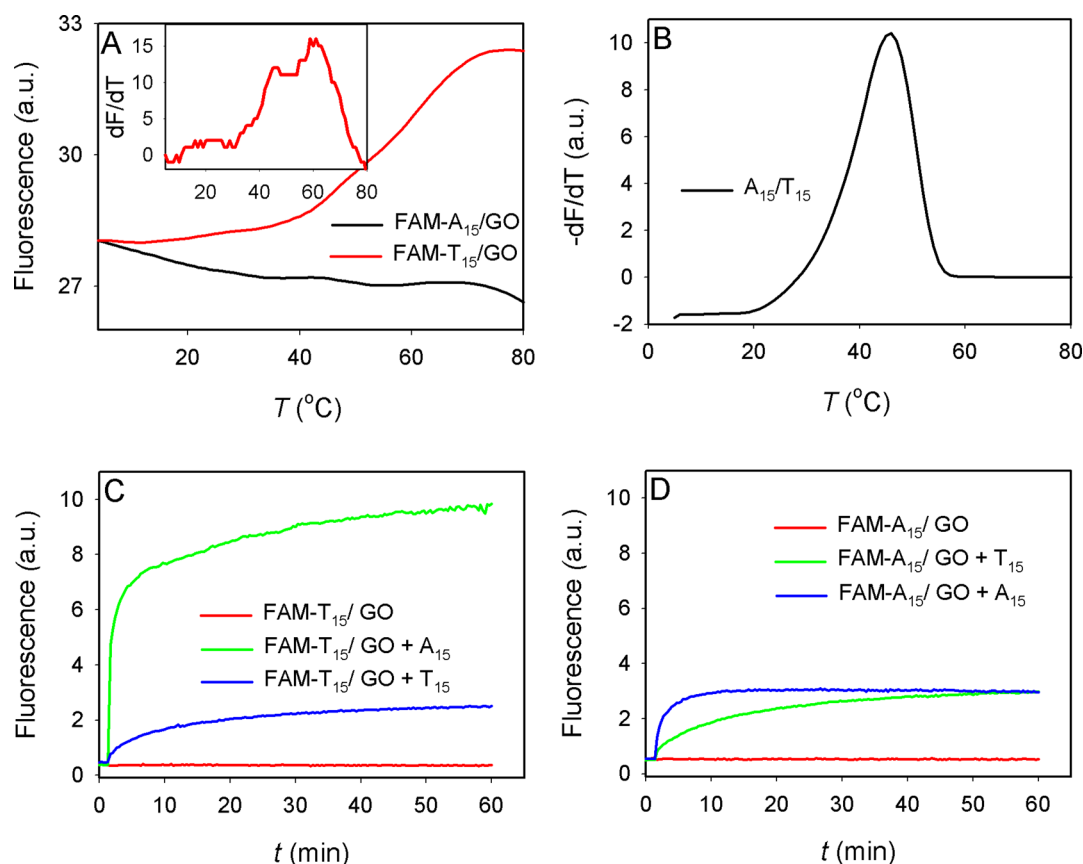 A
Fluorescence (a.u.)
33
30
27
20 40 60 80
T (°C)
dF/dT
15
10
5
0
20 40 60 80
FAM-A₁₅/GO
FAM-T₁₅/GO
B
-dF/dT (a.u.)
10
8
6
4
2
0
-2
0 20 40 60 80
T (°C)
A₁₅/T₁₅
C
Fluorescence (a.u.)
10
8
6
4
2
0
0 10 20 30 40 50 60
t (min)
FAM-T₁₅/ GO
FAM-T₁₅/ GO + A₁₅
FAM-T₁₅/ GO + T₁₅
D
Fluorescence (a.u.)
10
8
6
4
2
0
0 10 20 30 40 50 60
t (min)
FAM-A₁₅/ GO
FAM-A₁₅/ GO + T₁₅
FAM-A₁₅/ GO + A₁₅